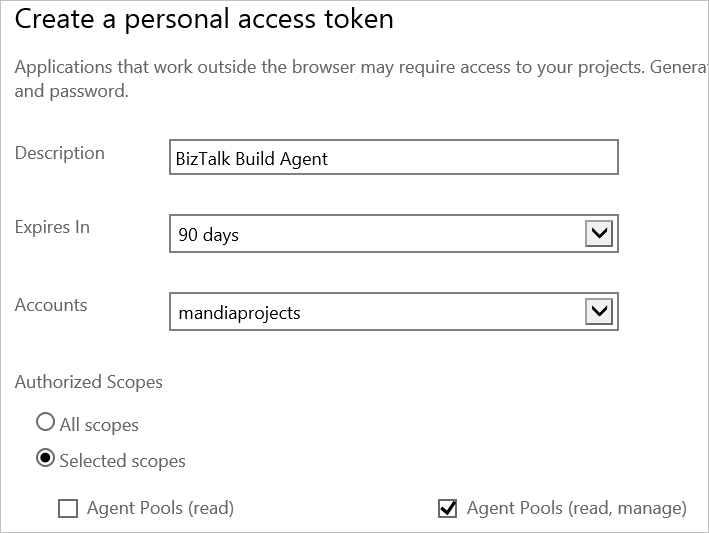 Create a personal access token
Applications that work outside the browser may require access to your projects. Genera
and password.
Description
BizTalk Build Agent
Expires In
90 days
Accounts
mandiaprojects
Authorized Scopes
All scopes
Selected scopes
Agent Pools (read)
Agent Pools (read, manage)